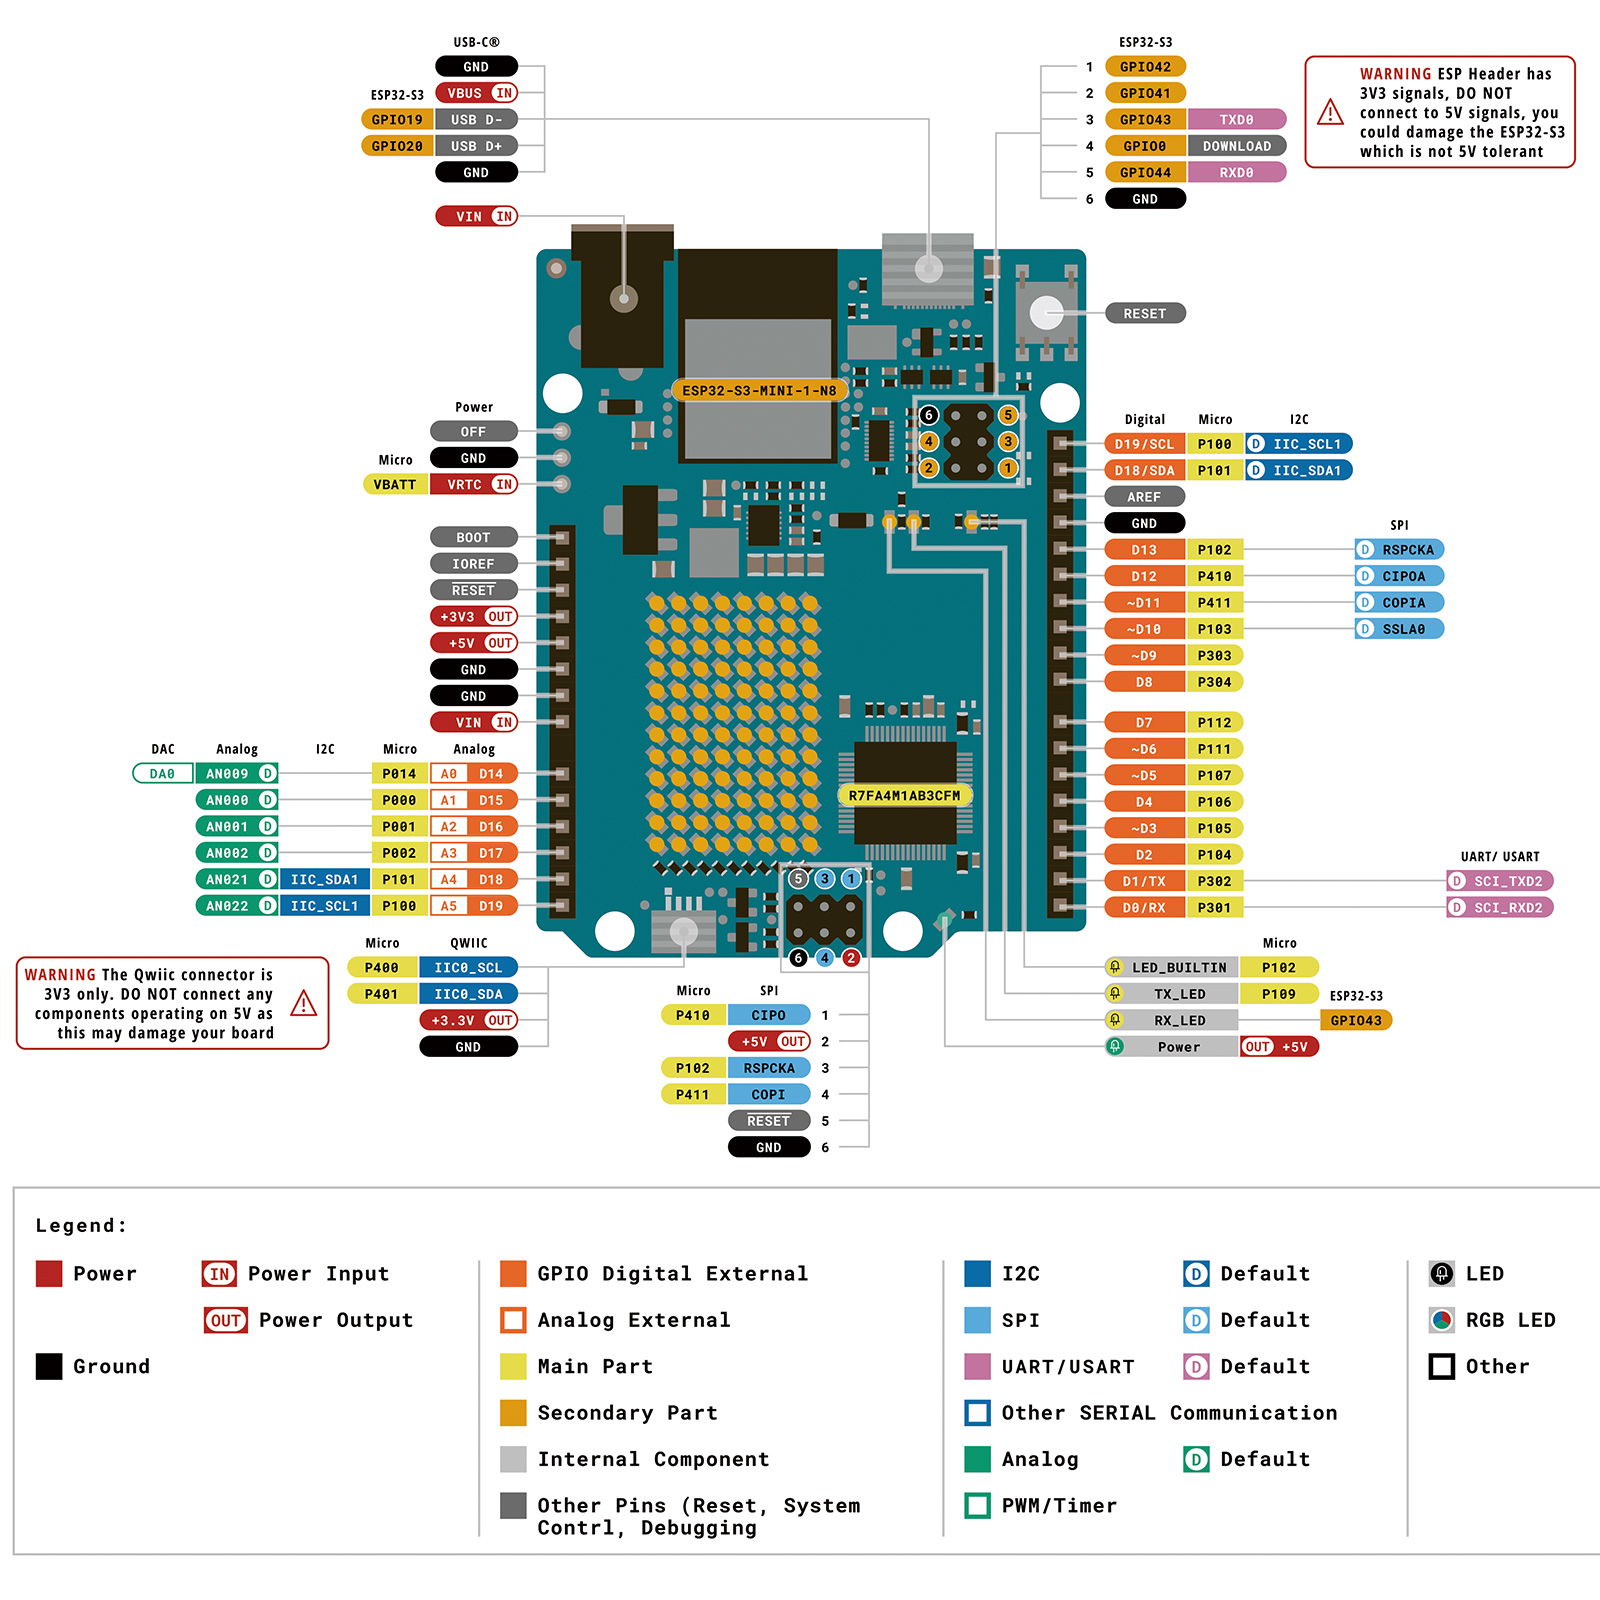 USB-C®
GND
VBUS IN
ESP32-S3
GPIO19 USB D-
GPIO20 USB D+
GND
VIN IN
ESP32-S3
1 GPIO42
2 GPIO41
3 GPIO43 TXD0
4 GPIO0 DOWNLOAD
5 GPIO44 RXD0
6 GND
WARNING ESP Header has
3V3 signals, DO NOT
connect to 5V signals, you
could damage the ESP32-S3
which is not 5V tolerant
RESET
ESP32-S3-MINI-1-N8
6 5
4 3
2 1
Power
OFF
GND
Micro
VBATT VRTC IN
BOOT
IOREF
RESET
+3V3 OUT
+5V OUT
GND
GND
VIN IN
DAC Analog I2C Micro Analog
DA0 AN009 D P014 A0 D14
AN000 D P000 A1 D15
AN001 D P001 A2 D16
AN002 D P002 A3 D17
AN021 D IIC_SDA1 P101 A4 D18
AN022 D IIC_SCL1 P100 A5 D19
Digital Micro I2C
D19/SCL P100 D IIC_SCL1
D18/SDA P101 D IIC_SDA1
AREF
GND
SPI
D13 P102 D RSPCKA
D12 P410 D CIPOA
~D11 P411 D COPIA
~D10 P103 D SSLA0
~D9 P303
D8 P304
D7 P112
~D6 P111
~D5 P107
D4 P106
~D3 P105
D2 P104
UART/ USART
D1/TX P302 D SCI_TXD2
D0/RX P301 D SCI_RXD2
R7FA4M1AB3CFM
5 3 1
6 4 2
Micro QWIIC
P400 IIC0_SCL
P401 IIC0_SDA
+3.3V OUT
GND
WARNING The Qwiic connector is
3V3 only. DO NOT connect any
components operating on 5V as
this may damage your board
Micro SPI
P410 CIPO 1
+5V OUT 2
P102 RSPCKA 3
P411 COPI 4
RESET 5
GND 6
Micro
LED_BUILTIN P102
TX_LED P109
ESP32-S3
RX_LED GPIO43
Power OUT +5V
Legend:
Power
IN Power Input
OUT Power Output
Ground
GPIO Digital External
Analog External
Main Part
Secondary Part
Internal Component
Other Pins (Reset, System
Contrl, Debugging
I2C D Default
SPI D Default
UART/USART D Default
Other SERIAL Communication
Analog D Default
PWM/Timer
LED
RGB LED
Other